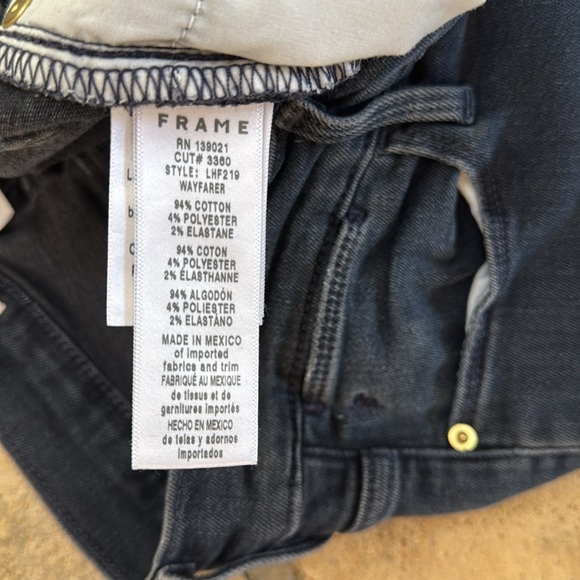 FRAME
RN 139021
CUT# 3360
STYLE: LHF219
WAYFARER
94% COTTON
4% POLYESTER
2% ELASTANE
94% COTON
4% POLYESTER
2% ÉLASTHANNE
94% ALGODÓN
4% POLIESTER
2% ELASTANO
MADE IN MEXICO
of imported
fabrics and trim
FABRIQUÉ AU MEXIQUE
de tissus et de
garnitures importés
HECHO EN MEXICO
de telas y adornos
importados